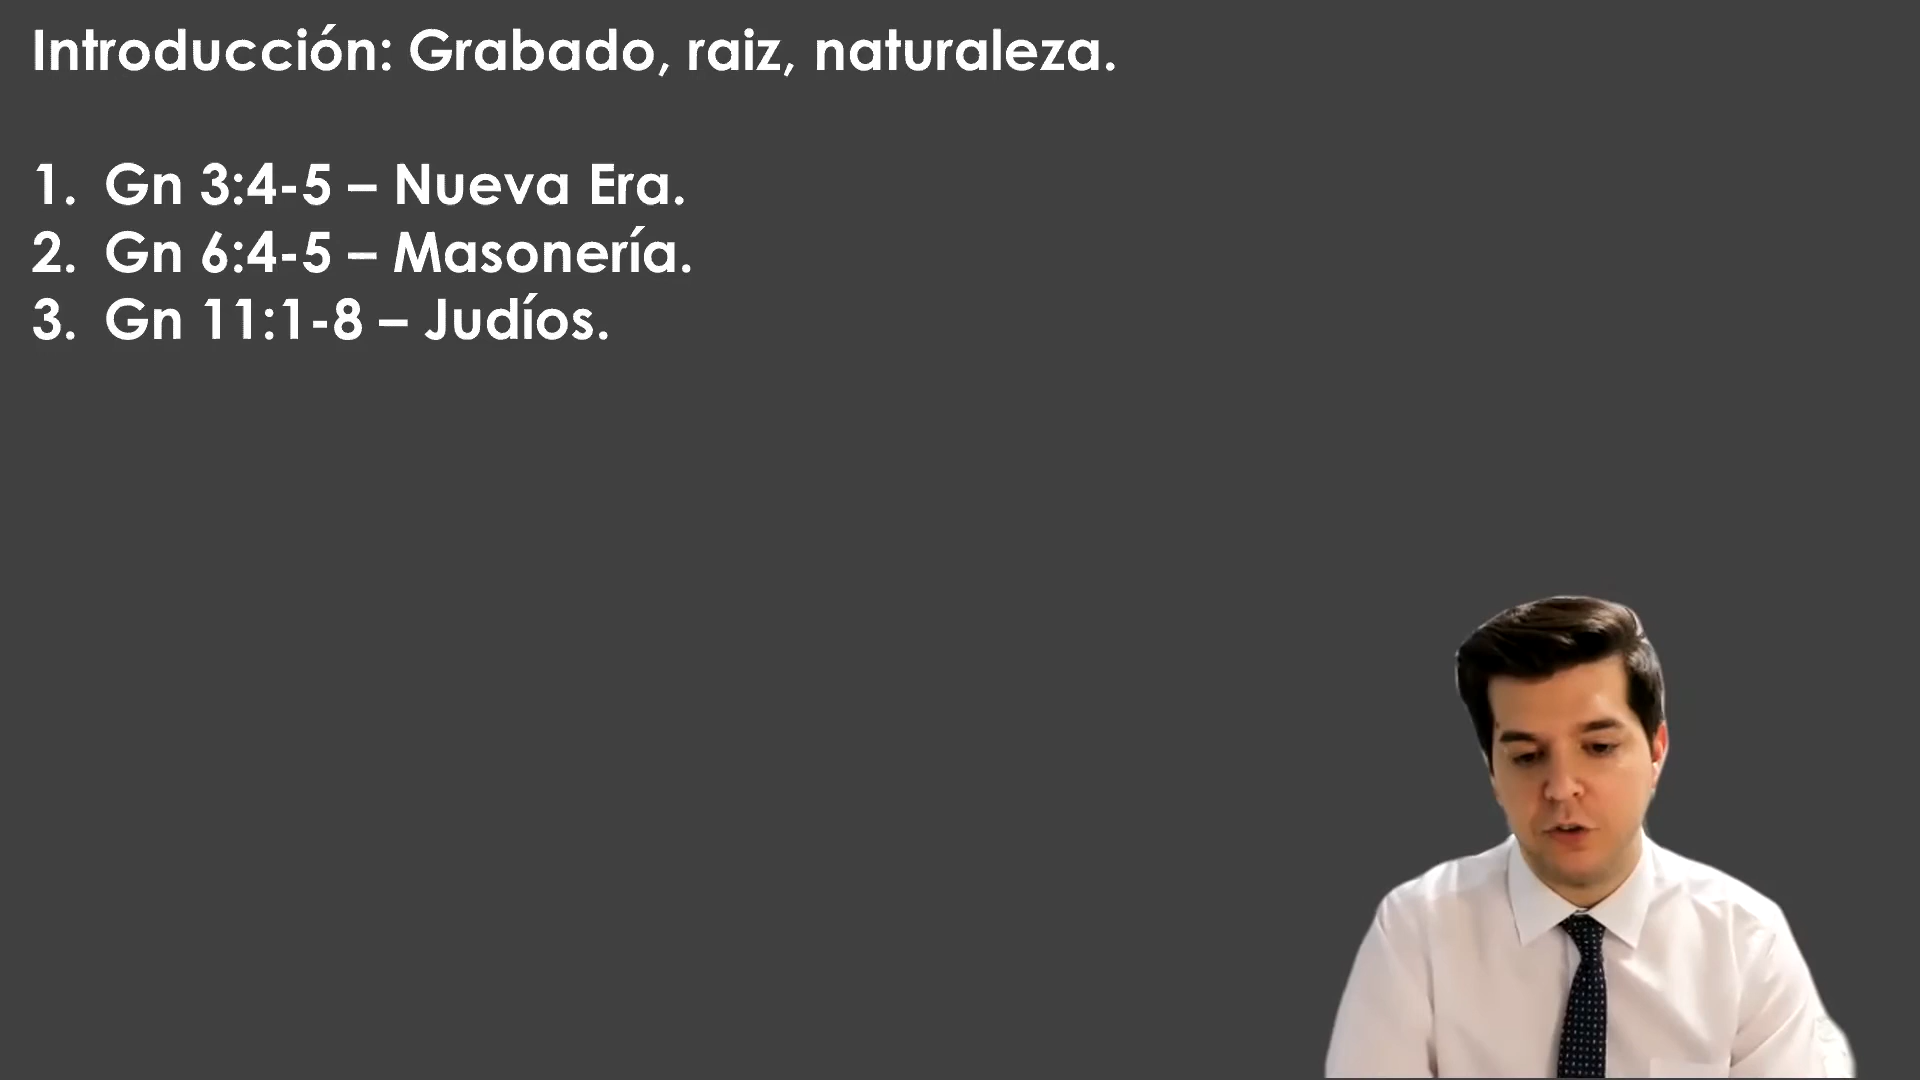 Introducción: Grabado, raiz, naturaleza.
1. Gn 3:4-5 – Nueva Era.
2. Gn 6:4-5 – Masonería.
3. Gn 11:1-8 – Judíos.